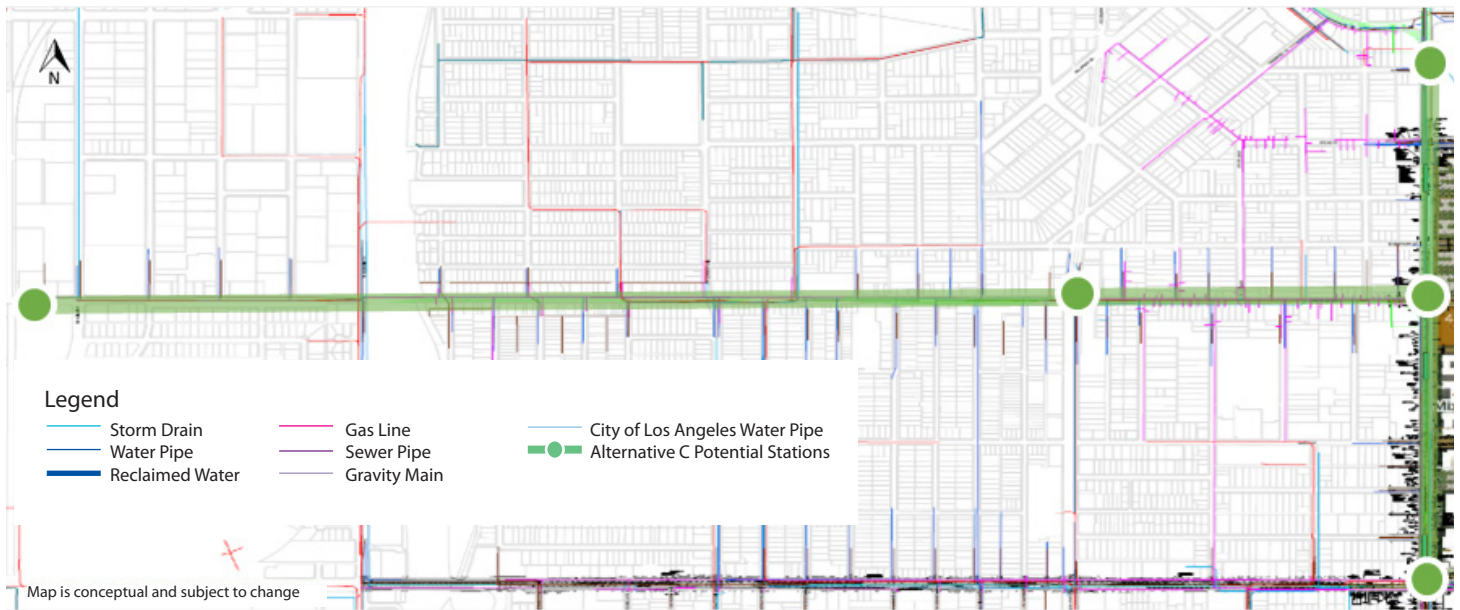 N
Legend
Storm Drain
Water Pipe
Reclaimed Water
Gas Line
Sewer Pipe
Gravity Main
City of Los Angeles Water Pipe
Alternative C Potential Stations
Map is conceptual and subject to change